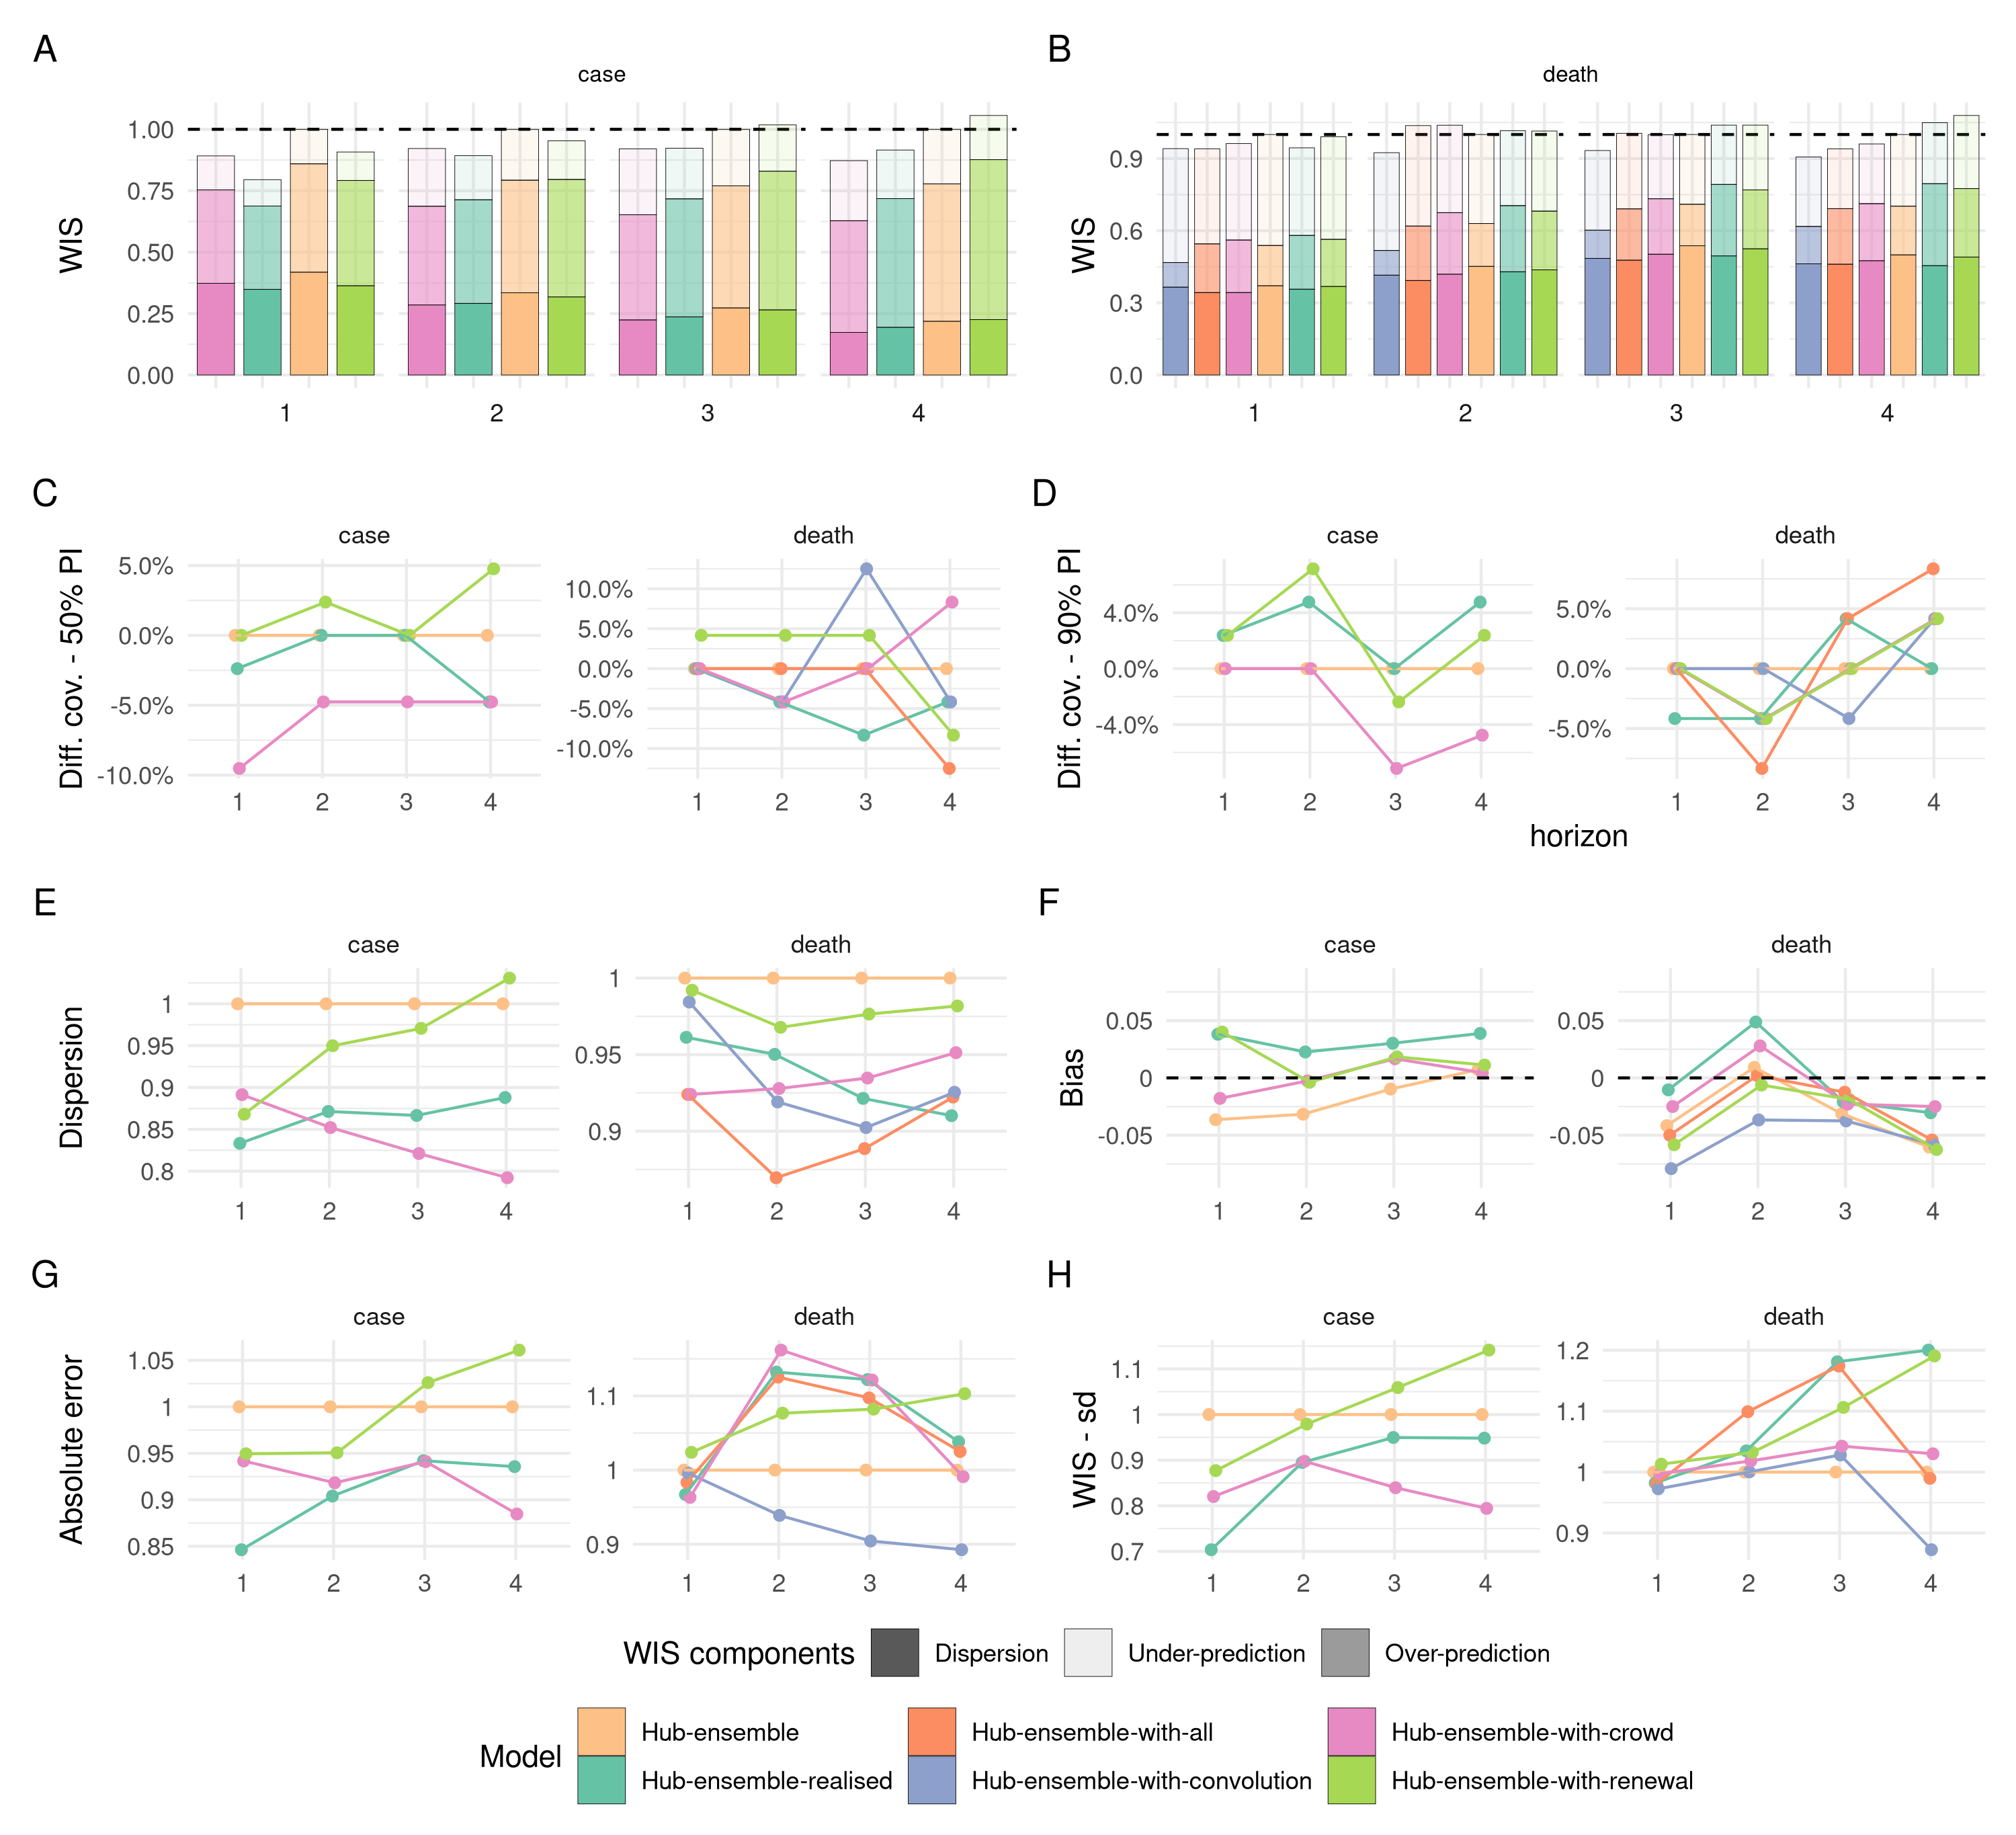 A
case
WIS
1.00
0.75
0.50
0.25
0.00
1 2 3 4
B
death
WIS
0.9
0.6
0.3
0.0
1 2 3 4
C
case
death
Diff. cov. - 50% PI
5.0%
0.0%
-5.0%
-10.0%
1 2 3 4
10.0%
5.0%
0.0%
-5.0%
-10.0%
1 2 3 4
D
case
death
Diff. cov. - 90% PI
4.0%
0.0%
-4.0%
1 2 3 4
5.0%
0.0%
-5.0%
1 2 3 4
horizon
E
case
death
Dispersion
1
0.95
0.9
0.85
0.8
1 2 3 4
1
0.95
0.9
1 2 3 4
F
case
death
Bias
0.05
0
-0.05
1 2 3 4
0.05
0
-0.05
1 2 3 4
G
case
death
Absolute error
1.05
1
0.95
0.9
0.85
1 2 3 4
1.1
1
0.9
1 2 3 4
H
case
death
WIS - sd
1.1
1
0.9
0.8
0.7
1 2 3 4
1.2
1.1
1
0.9
1 2 3 4
WIS components Dispersion Under-prediction Over-prediction
Model
Hub-ensemble Hub-ensemble-with-all Hub-ensemble-with-crowd
Hub-ensemble-realised Hub-ensemble-with-convolution Hub-ensemble-with-renewal